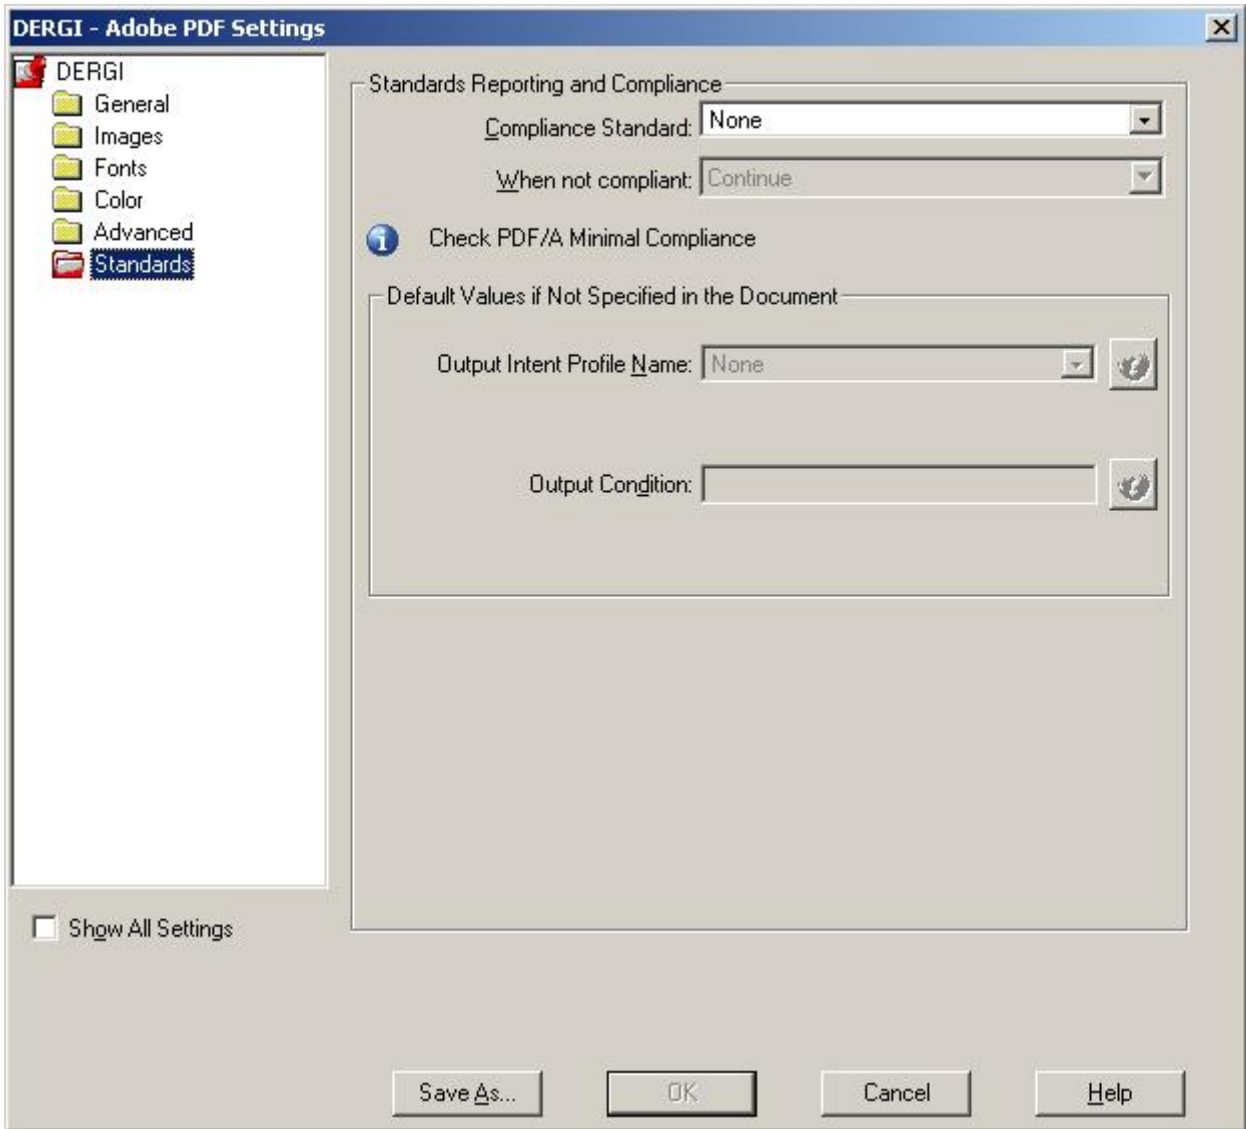 DERGI - Adobe PDF Settings
DERGI
General
Images
Fonts
Color
Advanced
Standards
Show All Settings
Standards Reporting and Compliance
Compliance Standard: None
When not compliant: Continue
Check PDF/A Minimal Compliance
Default Values if Not Specified in the Document
Output Intent Profile Name: None
Output Condition:
Save As... OK Cancel Help